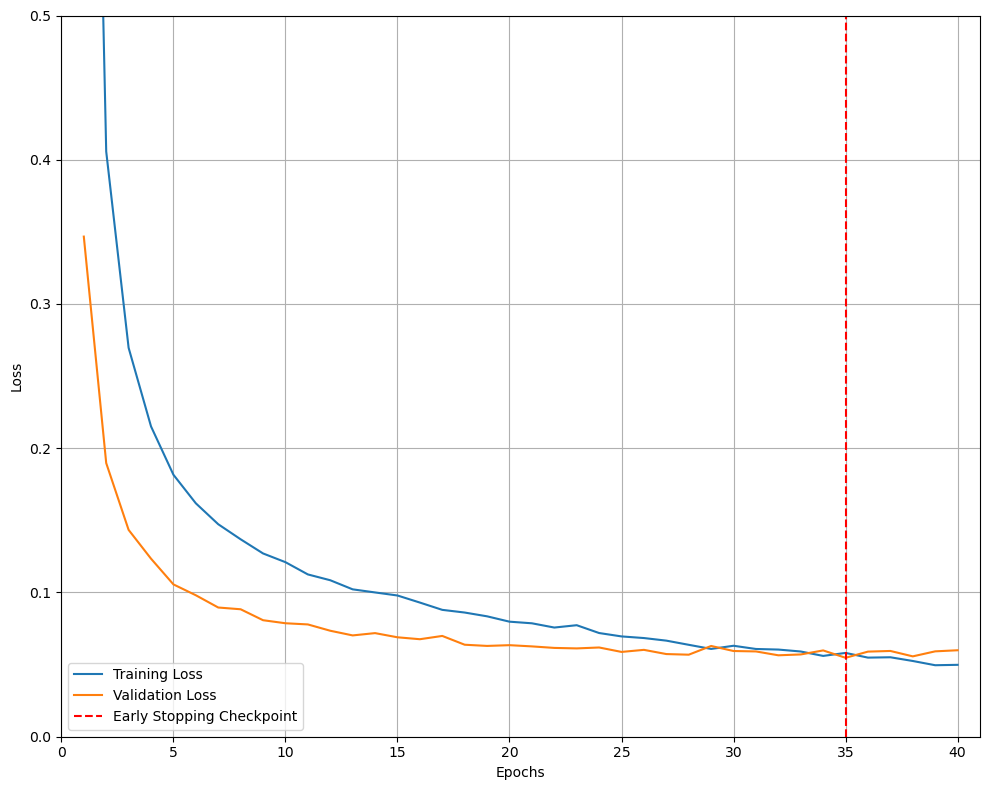 0.5
0.4
0.3
0.2
0.1
0.0
Loss
Training Loss
Validation Loss
Early Stopping Checkpoint
0 5 10 15 20 25 30 35 40
Epochs